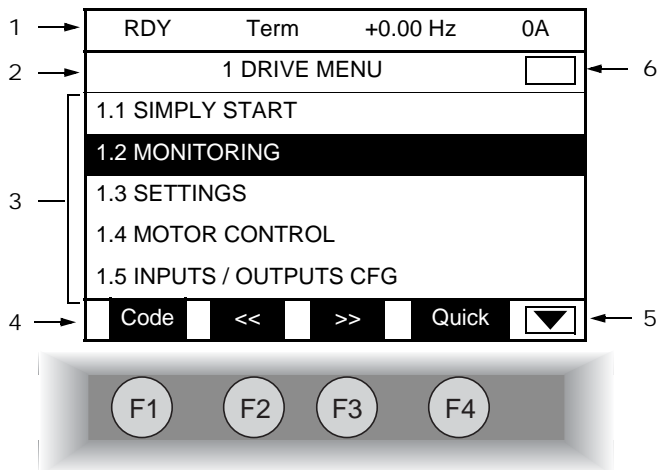 1 RDY Term +0.00 Hz 0A
2 1 DRIVE MENU 6
1.1 SIMPLY START
1.2 MONITORING
3 1.3 SETTINGS
1.4 MOTOR CONTROL
1.5 INPUTS / OUTPUTS CFG
4 Code << >> Quick 5
F1 F2 F3 F4